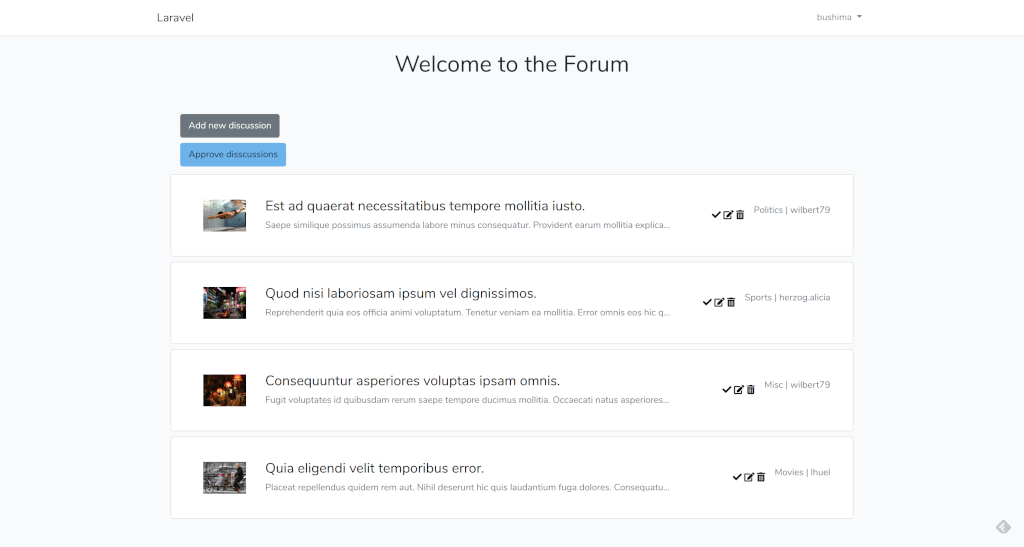 Laravel
bushima
Welcome to the Forum
Add new discussion
Approve disscussions
Est ad quaerat necessitatibus tempore mollitia iusto.
Saepe similique possimus assumenda labore minus consequatur. Provident earum mollitia explica...
Politics | wilbert79
Quod nisi laboriosam ipsum vel dignissimos.
Reprehenderit quia eos officia animi voluptatum. Tenetur veniam ea mollitia. Error omnis eos hic q...
Sports | herzog.alicia
Consequuntur asperiores voluptas ipsam omnis.
Fugit voluptates id quibusdam rerum saepe tempore ducimus mollitia. Occaecati natus asperiores...
Misc | wilbert79
Quia eligendi velit temporibus error.
Placeat repellendus quidem rem aut. Nihil deserunt hic quis laudantium fuga dolores. Consequatu...
Movies | lhuel